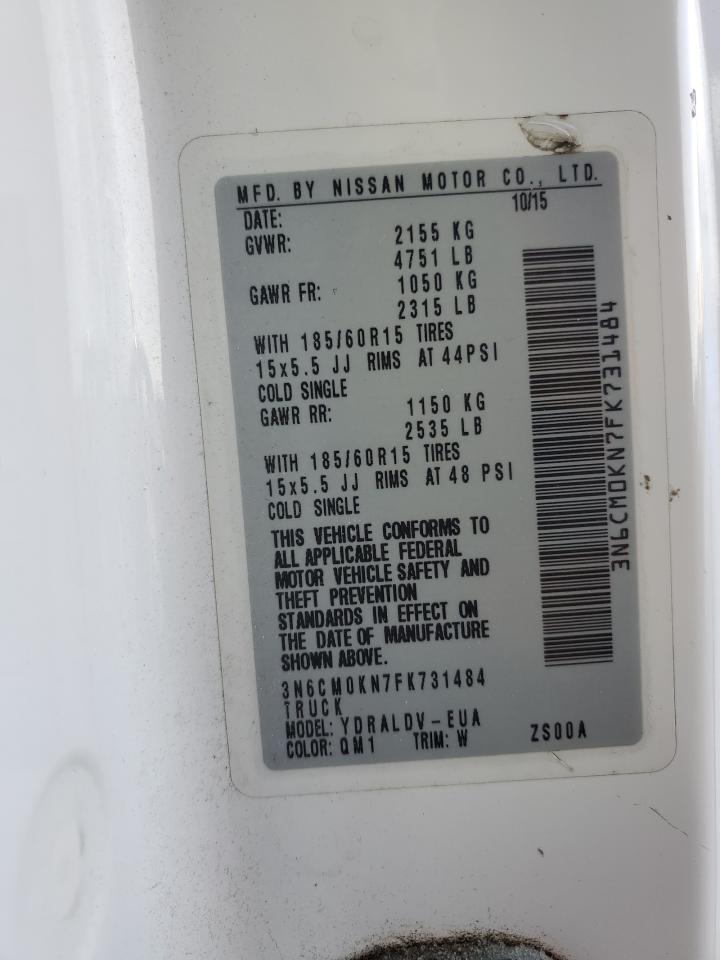 MFD. BY NISSAN MOTOR CO., LTD.
DATE: 10/15
GVWR: 2155 KG
4751 LB
GAWR FR: 1050 KG
2315 LB
WITH 185/60R15 TIRES
15x5.5 JJ RIMS AT 44PSI
COLD SINGLE
GAWR RR: 1150 KG
2535 LB
WITH 185/60R15 TIRES
15x5.5 JJ RIMS AT 48 PSI
COLD SINGLE
THIS VEHICLE CONFORMS TO
ALL APPLICABLE FEDERAL
MOTOR VEHICLE SAFETY AND
THEFT PREVENTION
STANDARDS IN EFFECT ON
THE DATE OF MANUFACTURE
SHOWN ABOVE.
3N6CM0KN7FK731484
TRUCK
MODEL: YDRALDV-EUA
COLOR: QM1 TRIM: W ZS00A
3N6CM0KN7FK731484